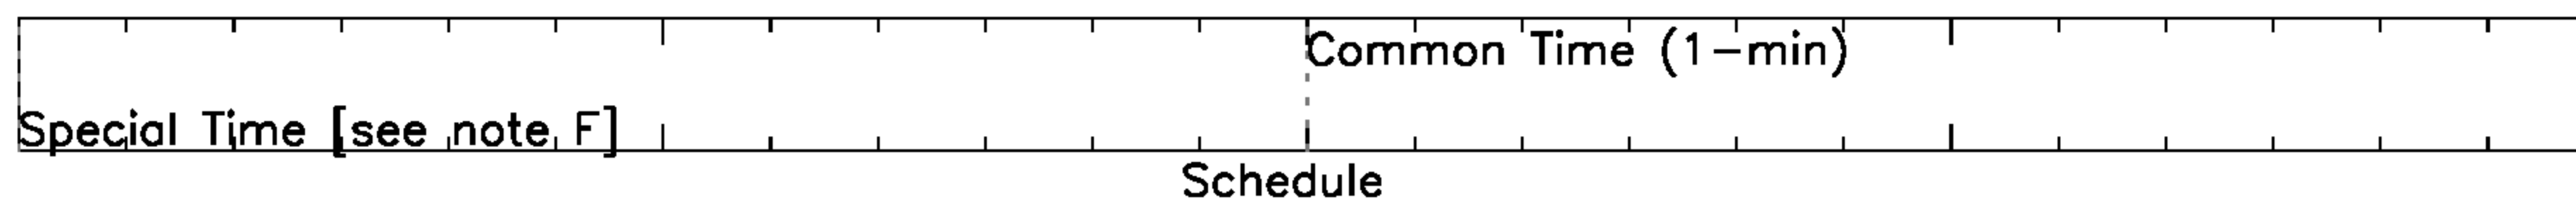 Common Time (1-min)
Special Time [see note F]
Schedule